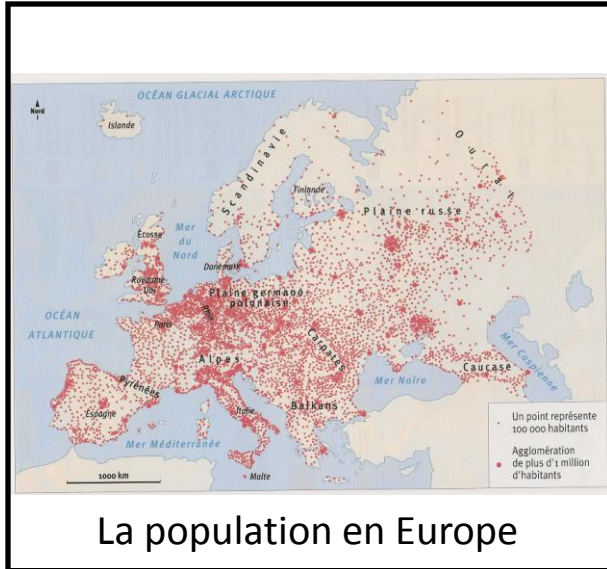 OCÉAN GLACIAL ARCTIQUE
Nord
Islande
Scandinavie
Oural
Finlande
Plaine russe
Écosse
Mer
du
Nord
Danemark
Royaume-
Uni
Plaine germano-
polonaise
Rhin
OCÉAN
ATLANTIQUE
Paris
Carpates
Alpes
Mer Caspienne
Pyrénées
Mer Noire
Caucase
Espagne
Italie
Balkans
Mer Méditerranée
Malte
1000 km
Un point représente
100 000 habitants
Agglomération
de plus d'1 million
d'habitants
La population en Europe